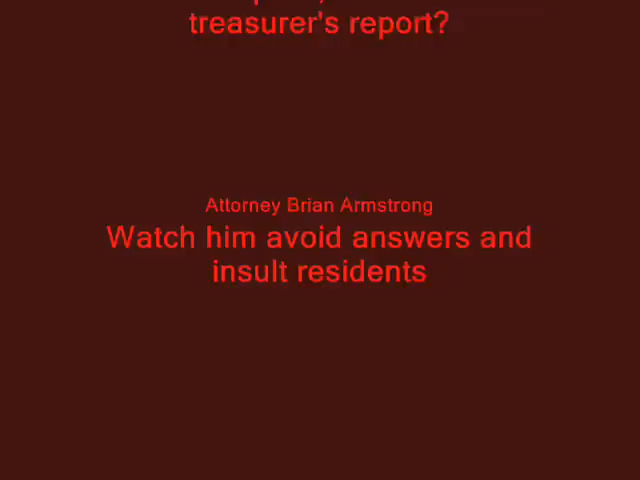 treasurer's report?
Attorney Brian Armstrong
Watch him avoid answers and
insult residents